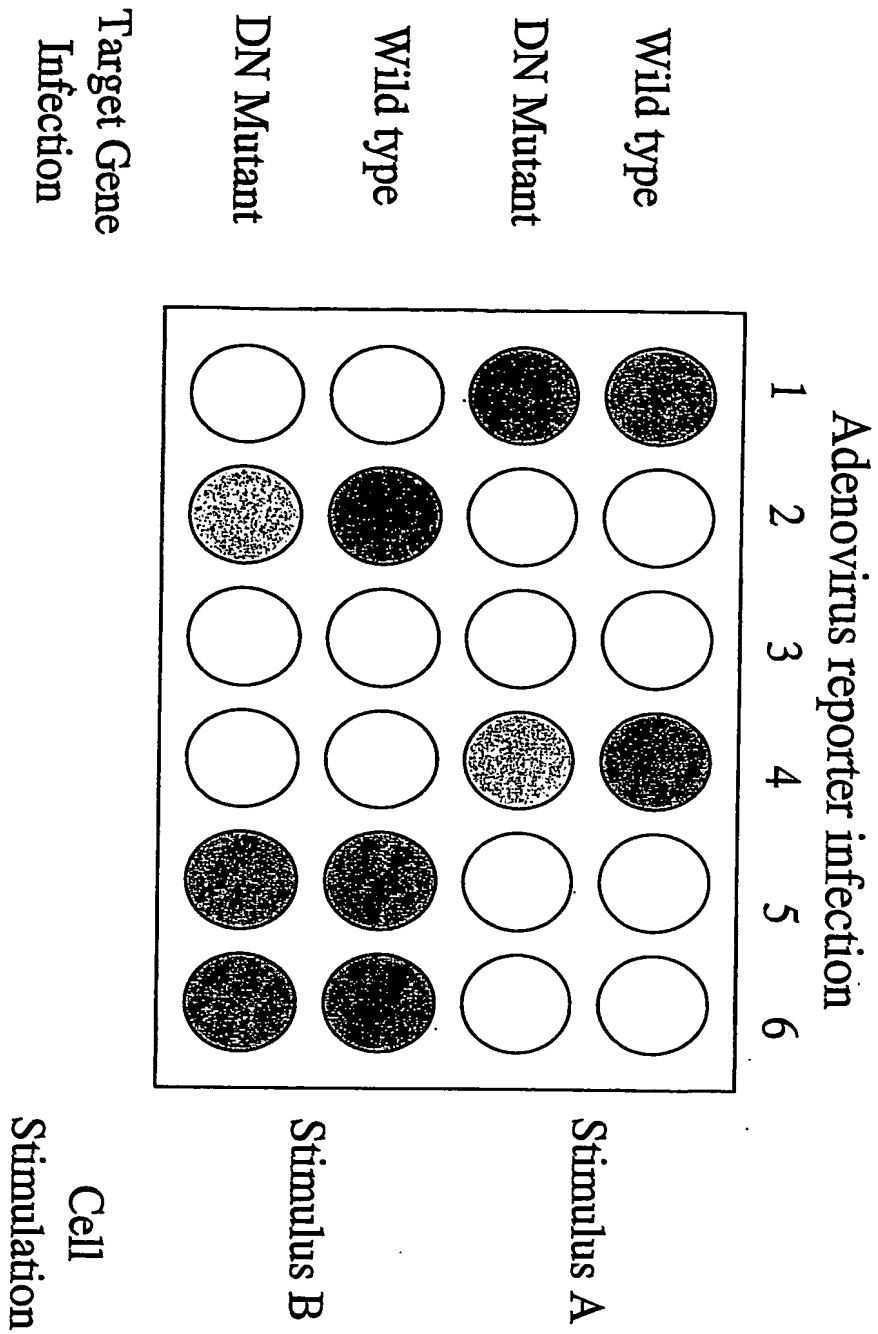 Adenovirus reporter infection
1 2 3 4 5 6
Wild type
DN Mutant
Stimulus A
Wild type
DN Mutant
Stimulus B
Target Gene
Infection
Cell
Stimulation